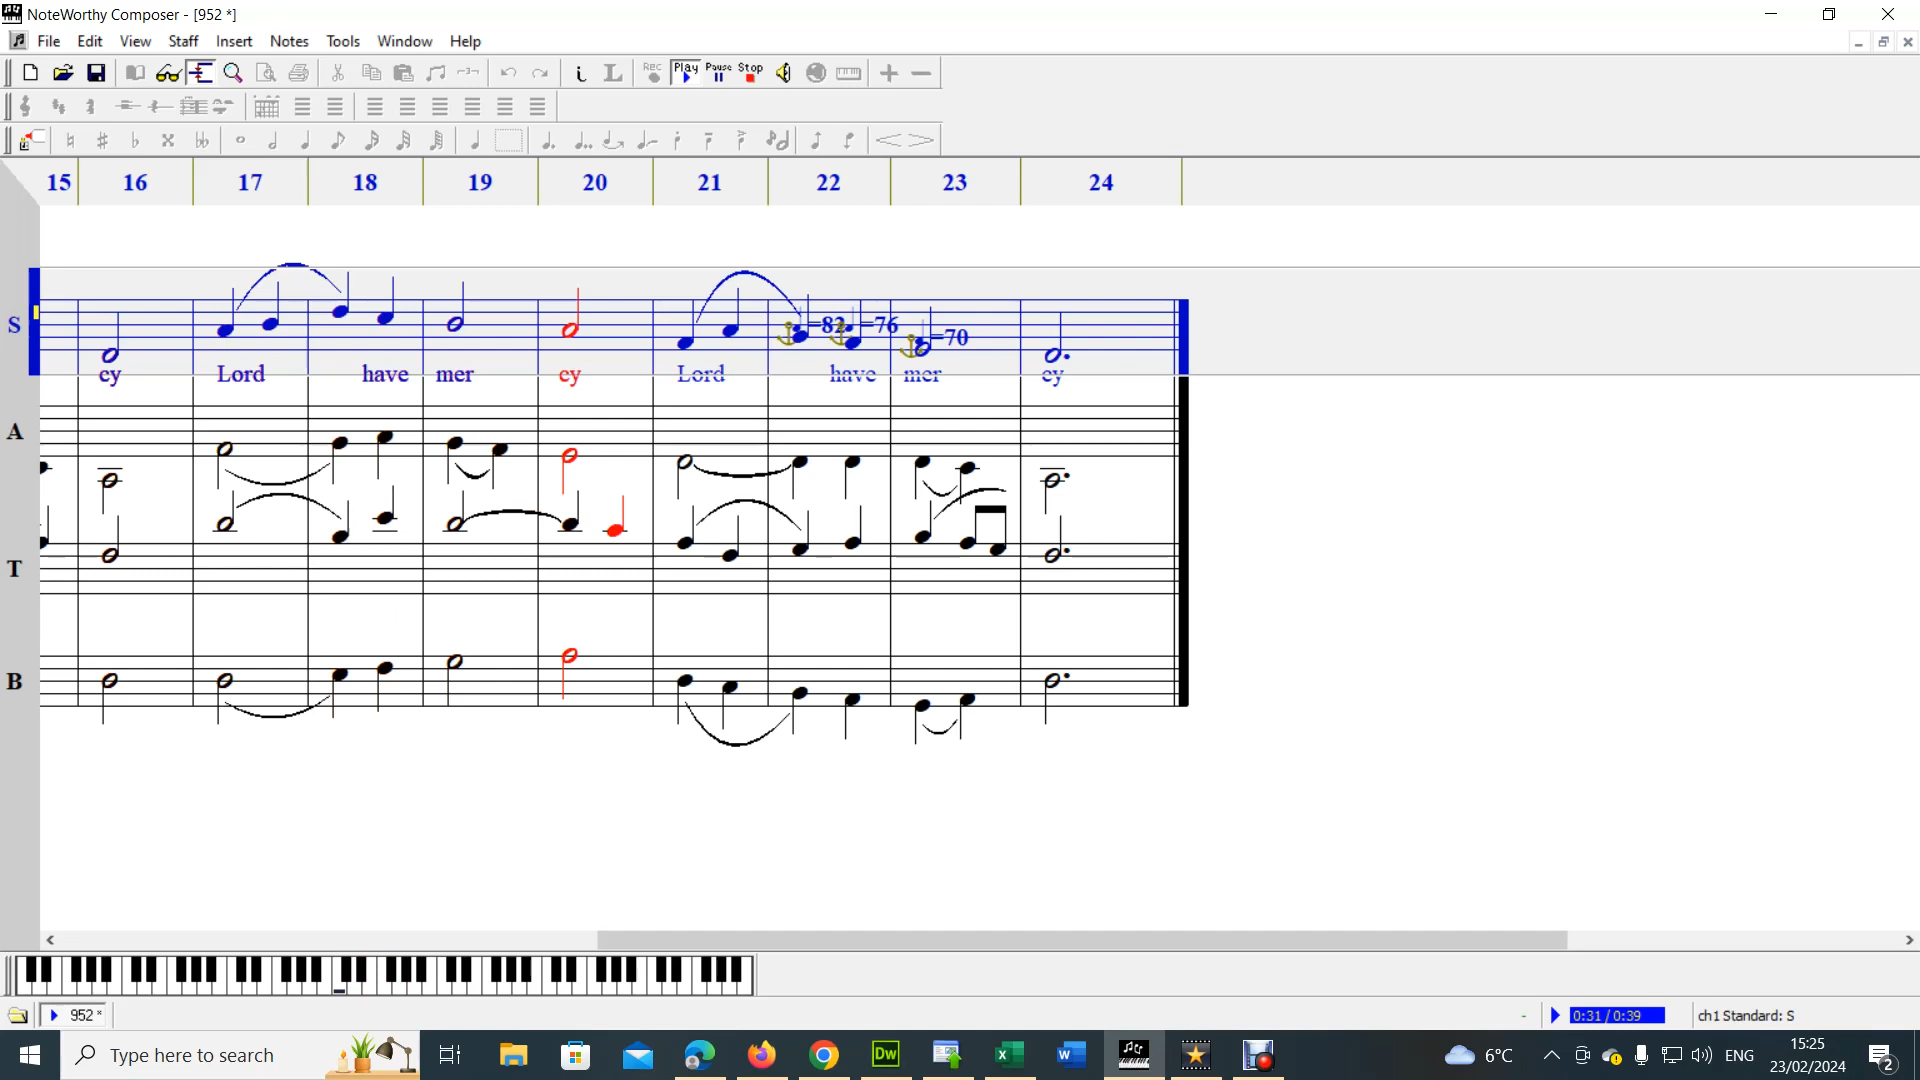 NoteWorthy Composer - [952 *]
File Edit View Staff Insert Notes Tools Window Help
Rec Play Pause Stop
15 16 17 18 19 20 21 22 23 24
S
=82 =76 =70
cy Lord have mer cy Lord have mer cy
A
T
B
952 *
- 0:31 / 0:39 ch1 Standard: S
Type here to search
Dw
6°C
ENG
15:25
23/02/2024
2